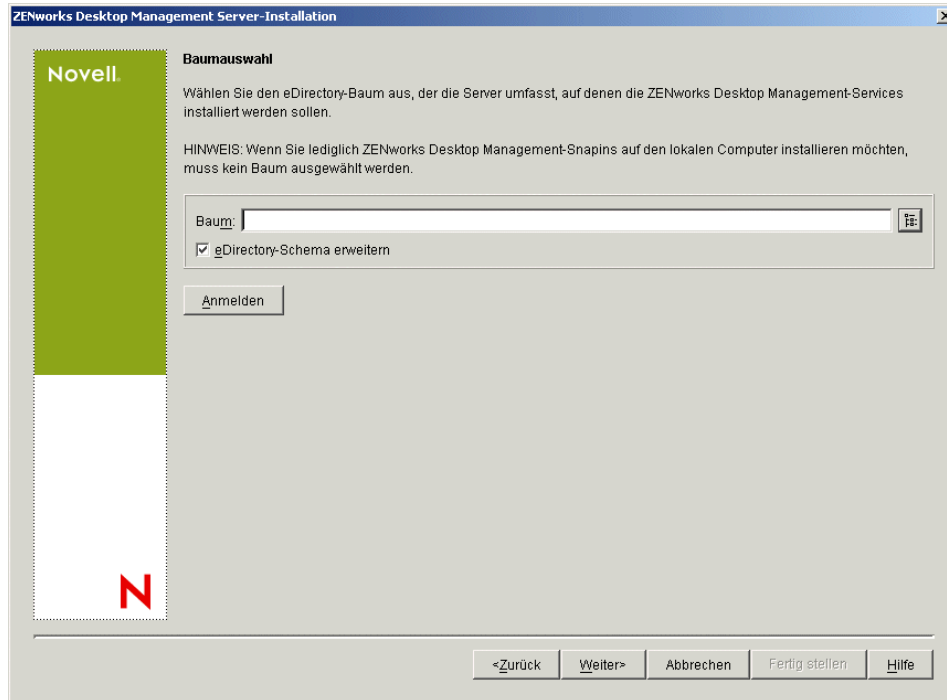 ZENworks Desktop Management Server-Installation
Novell.
Baumauswahl
Wählen Sie den eDirectory-Baum aus, der die Server umfasst, auf denen die ZENworks Desktop Management-Services
installiert werden sollen.
HINWEIS: Wenn Sie lediglich ZENworks Desktop Management-Snapins auf den lokalen Computer installieren möchten,
muss kein Baum ausgewählt werden.
Baum:
eDirectory-Schema erweitern
Anmelden
N
<Zurück Weiter> Abbrechen Fertig stellen Hilfe